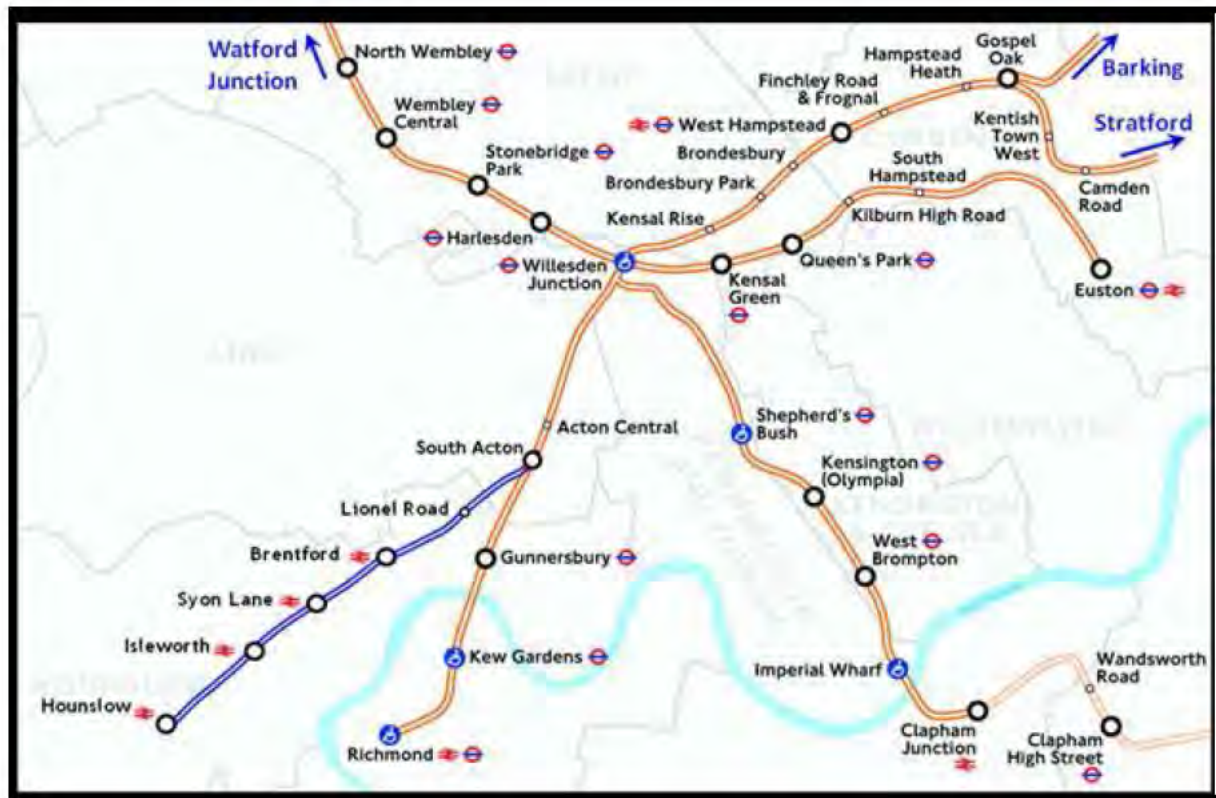 Watford
Junction
North Wembley
Wembley
Central
Stonebridge
Park
Harlesden
Willesden
Junction
Gospel
Oak
Hampstead
Heath
Finchley Road
& Frognal
West Hampstead
Brondesbury
Brondesbury Park
Kensal Rise
Barking
Stratford
Kentish
Town
West
Camden
Road
South
Hampstead
Kilburn High Road
Queen's Park
Kensal
Green
Euston
Acton Central
South Acton
Lionel Road
Brentford
Syon Lane
Isleworth
Hounslow
Gunnersbury
Kew Gardens
Richmond
Shepherd's
Bush
Kensington
(Olympia)
West
Brompton
Imperial Wharf
Clapham
Junction
Wandsworth
Road
Clapham
High Street